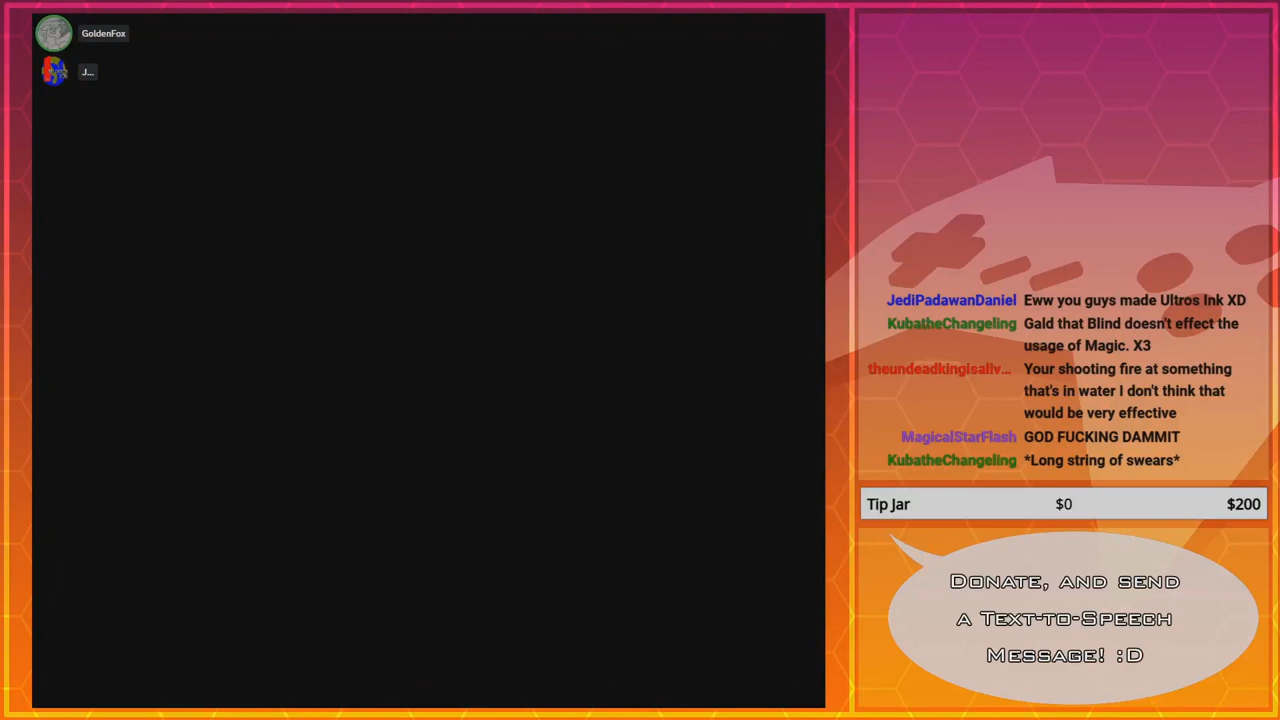 GoldenFox
J...
JediPadawanDaniel Eww you guys made Ultros Ink XD
KubatheChangeling Gald that Blind doesn't effect the
usage of Magic. X3
theundeadkingisaliv... Your shooting fire at something
that's in water I don't think that
would be very effective
MagicalStarFlash GOD FUCKING DAMMIT
KubatheChangeling *Long string of swears*
Tip Jar $0 $200
Donate, and send
a Text-to-Speech
Message! :D